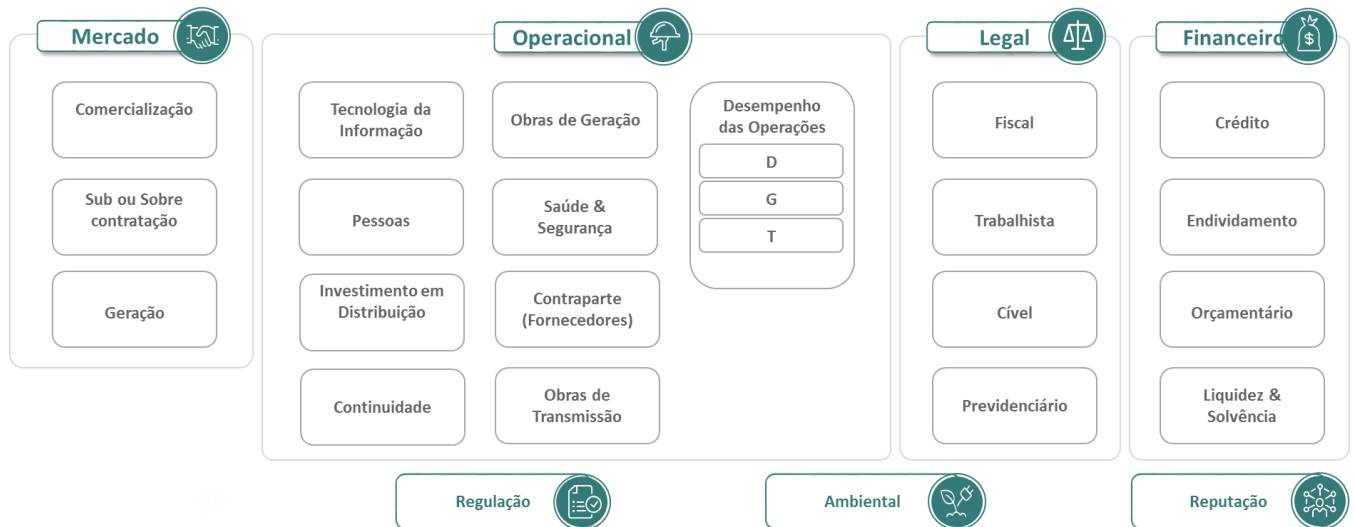 Mercado
Comercialização
Sub ou Sobre
contratação
Geração
Operacional
Tecnologia da
Informação
Pessoas
Investimento em
Distribuição
Continuidade
Obras de Geração
Saúde &
Segurança
Contraparte
(Fornecedores)
Obras de
Transmissão
Desempenho
das Operações
D
G
T
Legal
Fiscal
Trabalhista
Cível
Previdenciário
Financeiro
$
Crédito
Endividamento
Orçamentário
Liquidez &
Solvência
Regulação
Ambiental
Reputação